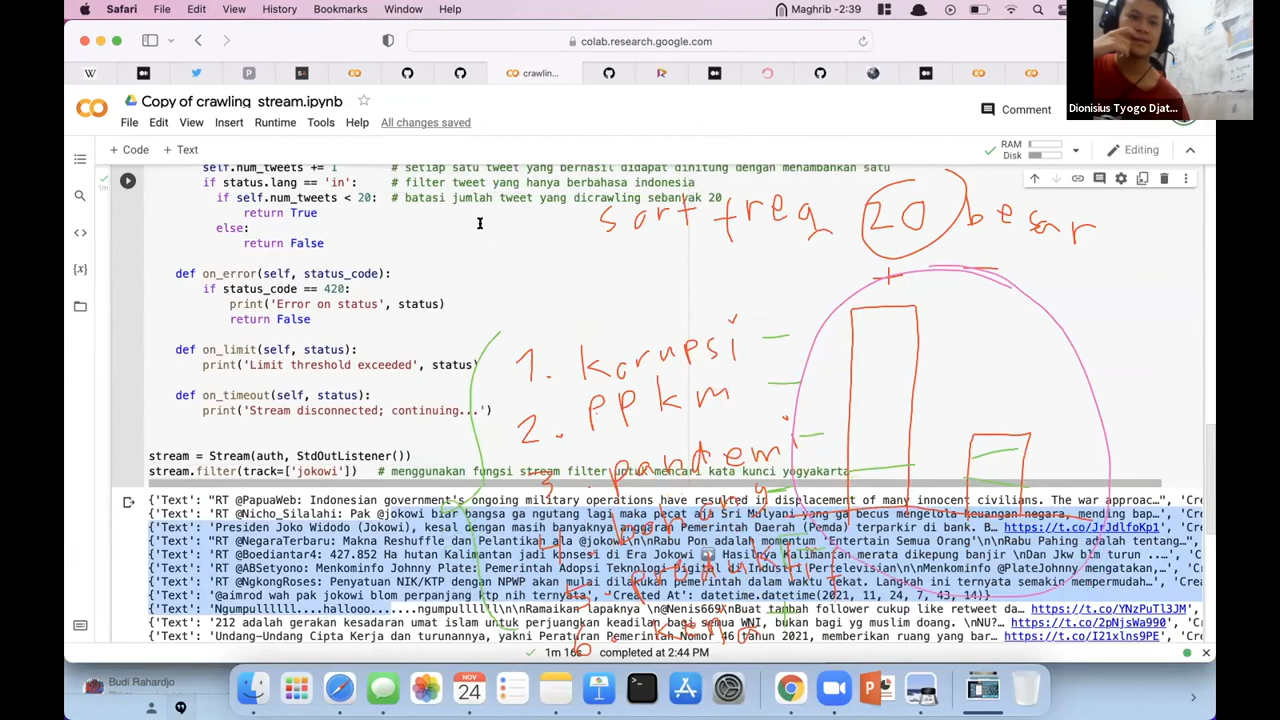 Safari File Edit View History Bookmarks Window Help Maghrib -2:39
colab.research.google.com
W P SA crawlin...
Dionisius Tyogo Djat...
Copy of crawling stream.ipynb
File Edit View Insert Runtime Tools Help All changes saved
Comment
+ Code + Text
RAM
Disk
Editing
self.num_tweets += 1 # setiap satu tweet yang berhasil didapat dihitung dengan menambahkan satu
1m
if status.lang == 'in': # filter tweet yang hanya berbahasa indonesia
if self.num_tweets < 20: # batasi jumlah tweet yang dicrawling sebanyak 20
return True
else:
return False
sort freq 20 besar
+ −
def on_error(self, status_code):
if status_code == 420:
print('Error on status', status)
return False
def on_limit(self, status):
print('Limit threshold exceeded', status)
def on_timeout(self, status):
print('Stream disconnected; continuing...')
1. korupsi
2. ppkm
3. pandemi
4. bohong
5. produktif
6. kerja
stream = Stream(auth, StdOutListener())
stream.filter(track=['jokowi']) # menggunakan fungsi stream filter untuk mencari kata kunci yogyakarta
{'Text': "RT @PapuaWeb: Indonesian government's ongoing military operations have resulted in displacement of many innocent civilians. The war approac…", 'Cre
{'Text': 'RT @Nicho_Silalahi: Pak @jokowi biar bangsa ga ngutang lagi maka pecat aja Sri Mulyani yang gak becus mengelola keuangan negara, mending bap…', 'Cre
{'Text': 'Presiden Joko Widodo (Jokowi), kesal dengan masih banyaknya anggaran Pemerintah Daerah (Pemda) terparkir di bank. B…
{'Text': "RT @NegaraTerbaru: Makna Reshuffle dan Pelantikan ala @jokowi\n\nRabu Pon adalah momentum 'Entertain Semua Orang'\n\nRabu Pahing adalah tentang…
{'Text': 'RT @Boediantar4: 427.852 Ha hutan Kalimantan jadi konsesi di Era Jokowi Hasilnya Kalimantan merata dikepung banjir \nDan Jkw blm turun ...…', 'Cre
{'Text': 'RT @ABSetyono: Menkominfo Johnny Plate: Pemerintah Adopsi Teknologi Digital di Industri Pertelevisian\n\nMenkominfo @PlateJohnny mengatakan,…
{'Text': 'RT @NgkongRoses: Penyatuan NIK/KTP dengan NPWP akan mulai dilakukan pemerintah dalam waktu dekat. Langkah ini ternyata semakin mempermudah…', 'Cre
{'Text': '@aimrod wah pak jokowi blom perpanjang ktp nih ternyata', 'Created At': datetime.datetime(2021, 11, 24, 7, 43, 14)}
{'Text': 'Ngumpullllll....hallooo..........ngumpulllll\n\nRamaikan lapaknya \n@Nenis669xnBuat tambah follower cukup like retweet da… https://t.co/YNzPuTl3JM
{'Text': '212 adalah gerakan kesadaran umat islam untuk perjuangkan keadilan bagi semua WNI, bukan bagi yg muslim doang. \nNU?… https://t.co/2pNjsWa990
{'Text': 'Undang-Undang Cipta Kerja dan turunannya, yakni Peraturan Pemerintah Nomor 46 tahun 2021, memberikan ruang yang bar… https://t.co/I21xlns9PE
1m 16s completed at 2:44 PM
Budi Rahardjo
NOV
24